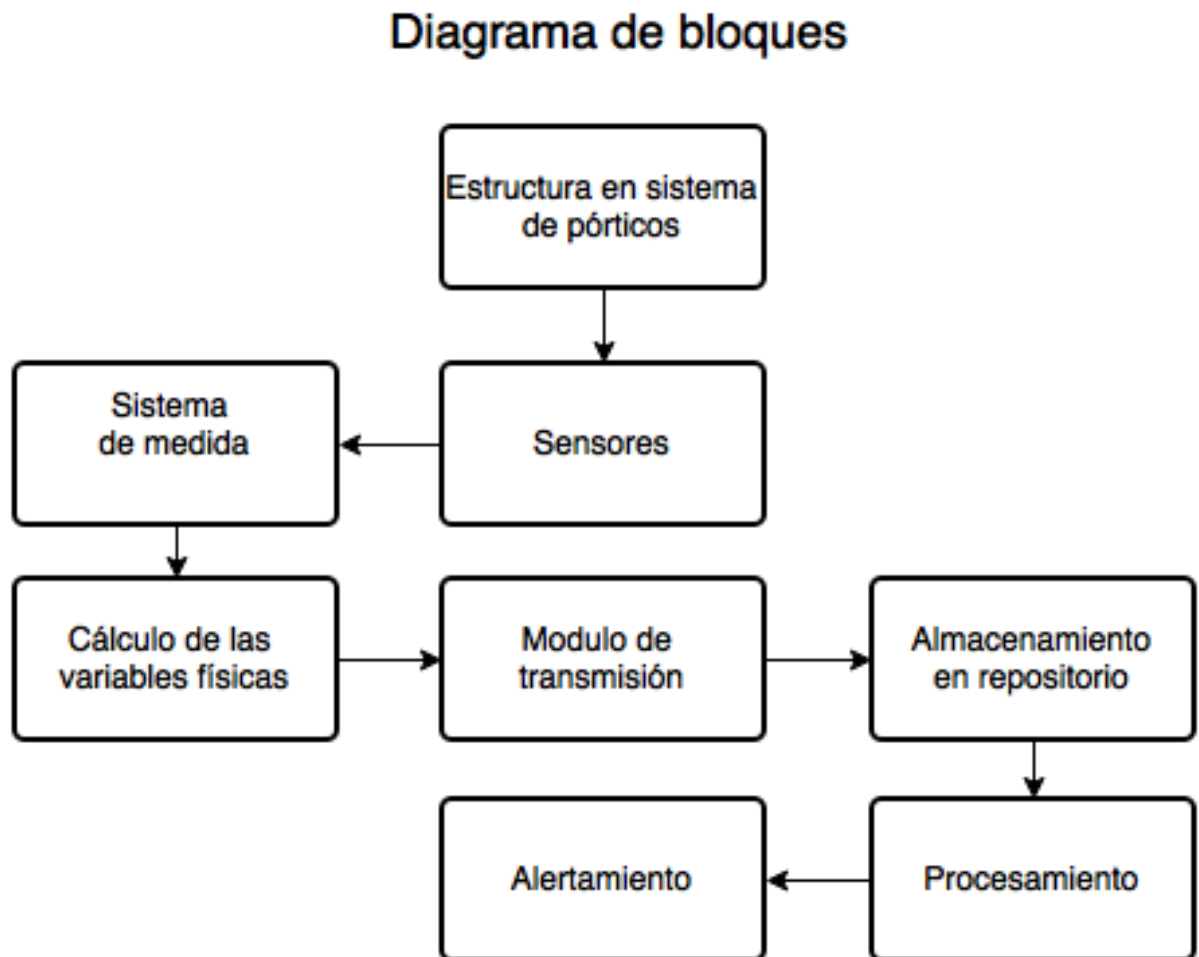 Diagrama de bloques
Estructura en sistema
de pórticos
Sensores
Sistema
de medida
Cálculo de las
variables físicas
Modulo de
transmisión
Almacenamiento
en repositorio
Procesamiento
Alertamiento